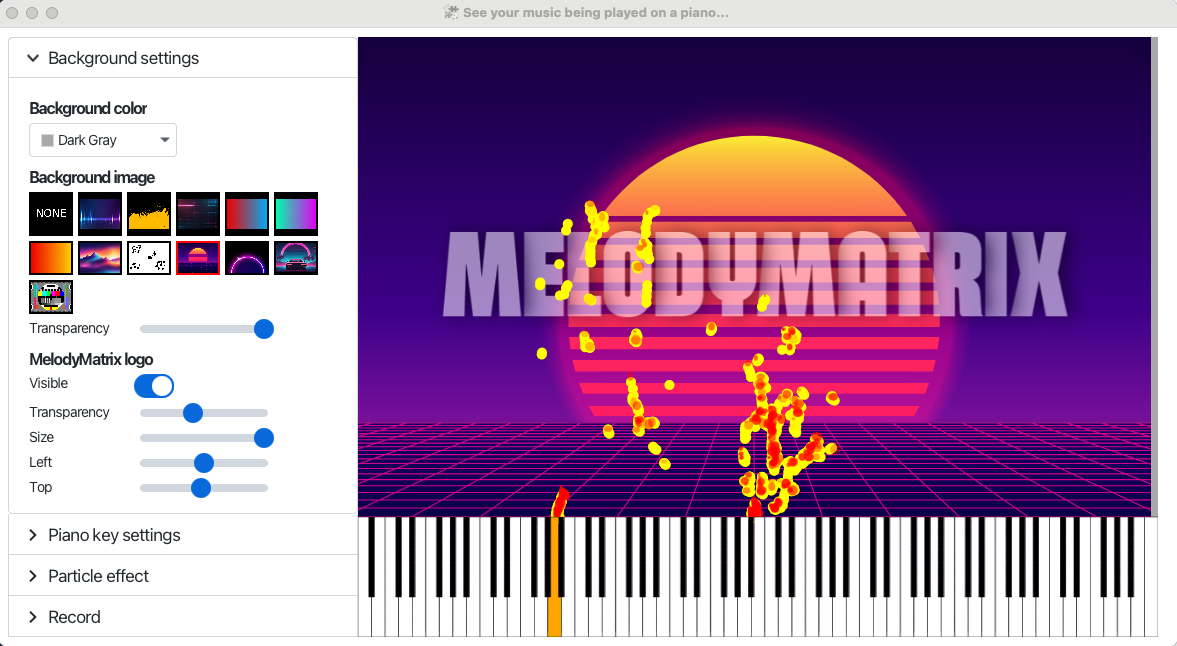 See your music being played on a piano...
Background settings
Background color
Dark Gray
Background image
NONE
Transparency
MelodyMatrix logo
Visible
Transparency
Size
Left
Top
Piano key settings
Particle effect
Record
MELODYMATRIX